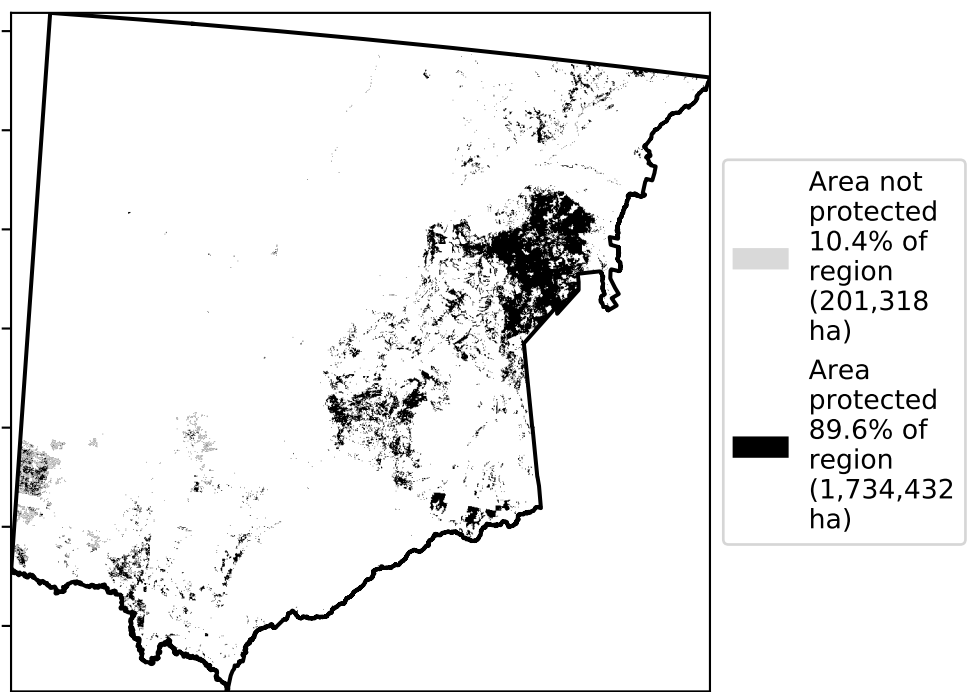 Area not
protected
10.4% of
region
(201,318
ha)
Area
protected
89.6% of
region
(1,734,432
ha)